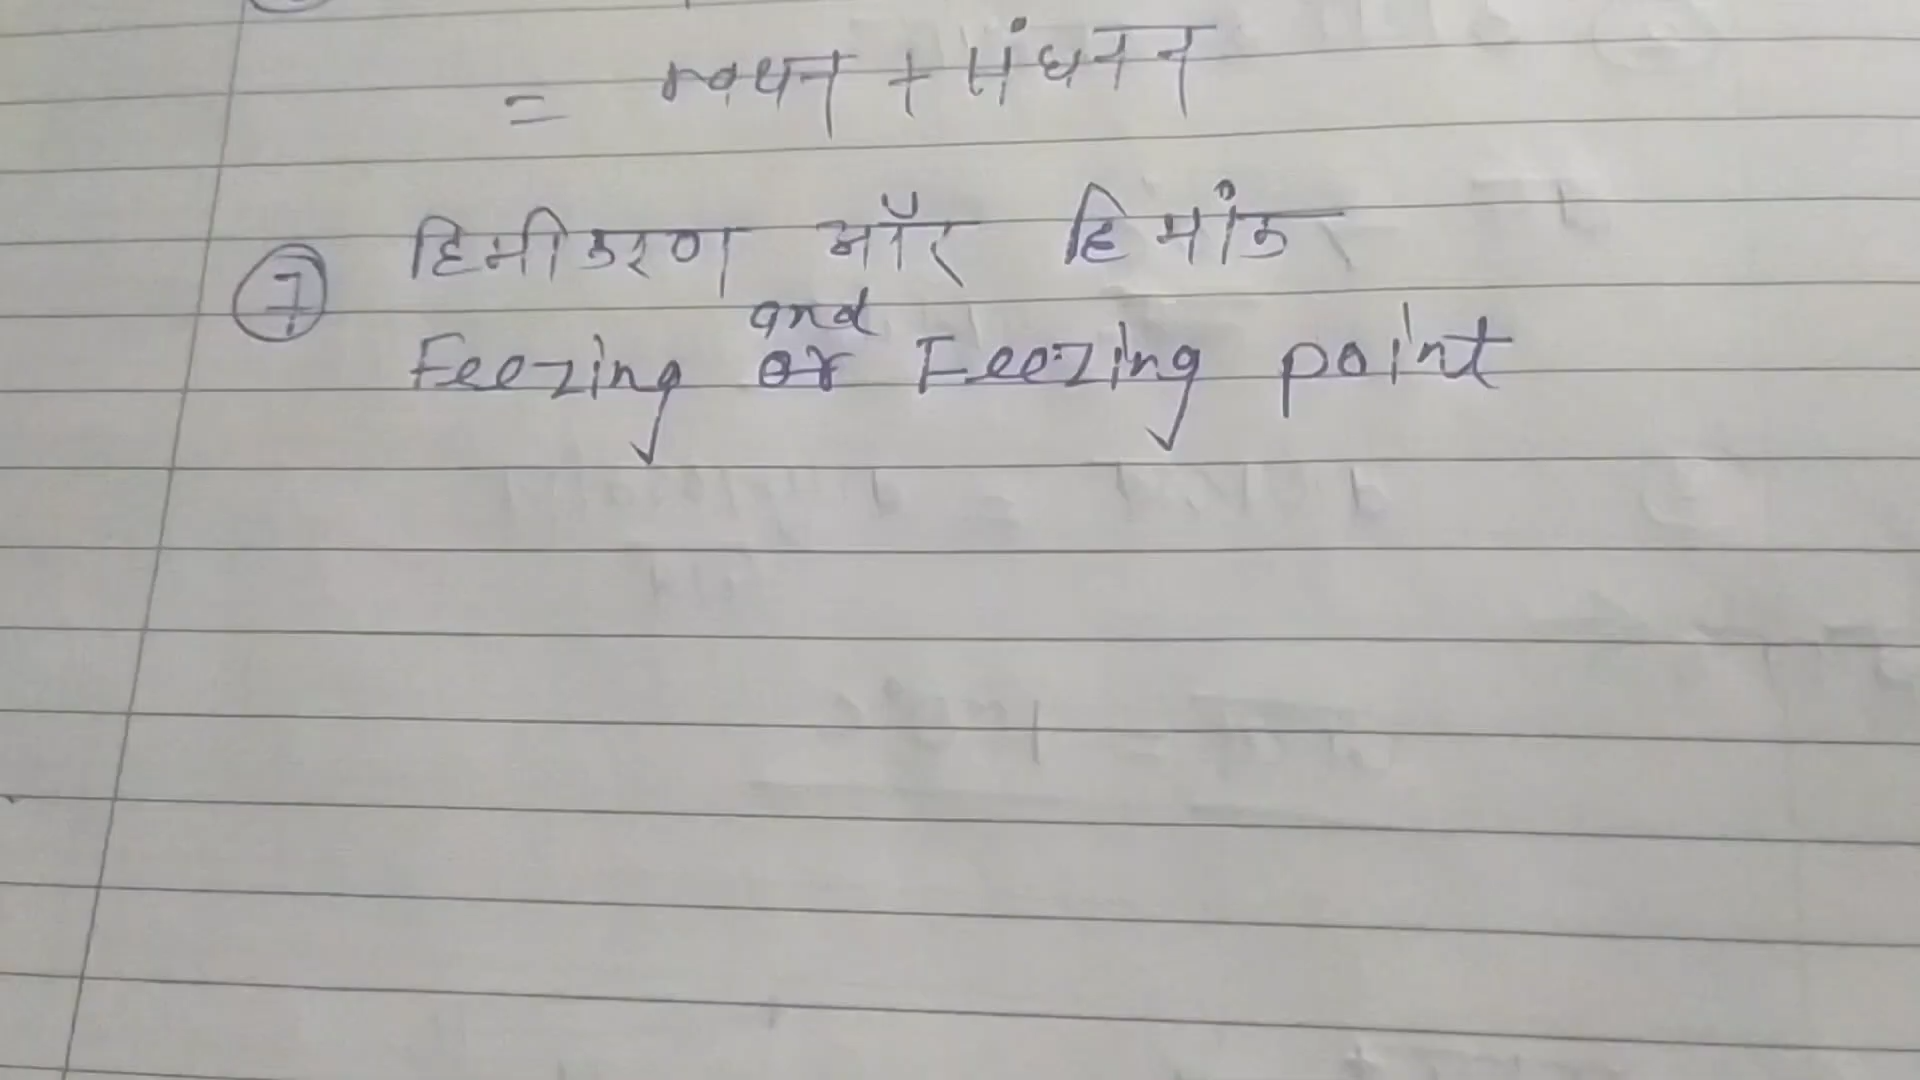 = क्वथन + संघनन
⑦ हिमीकरण और हिमांक
and
Feezing or Feezing point